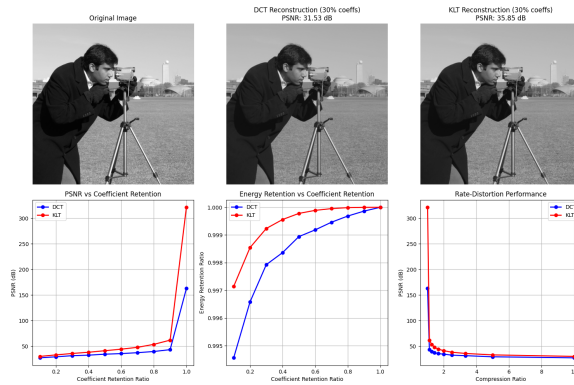 Original Image
DCT Reconstruction (30% coeffs)
PSNR: 31.53 dB
KLT Reconstruction (30% coeffs)
PSNR: 35.85 dB
PSNR vs Coefficient Retention
DCT
KLT
300
250
200
150
100
50
PSNR (dB)
0.2 0.4 0.6 0.8 1.0
Coefficient Retention Ratio
Energy Retention vs Coefficient Retention
DCT
KLT
1.000
0.999
0.998
0.997
0.996
0.995
Energy Retention Ratio
0.2 0.4 0.6 0.8 1.0
Coefficient Retention Ratio
Rate-Distortion Performance
DCT
KLT
300
250
200
150
100
50
PSNR (dB)
2 4 6 8
Compression Ratio